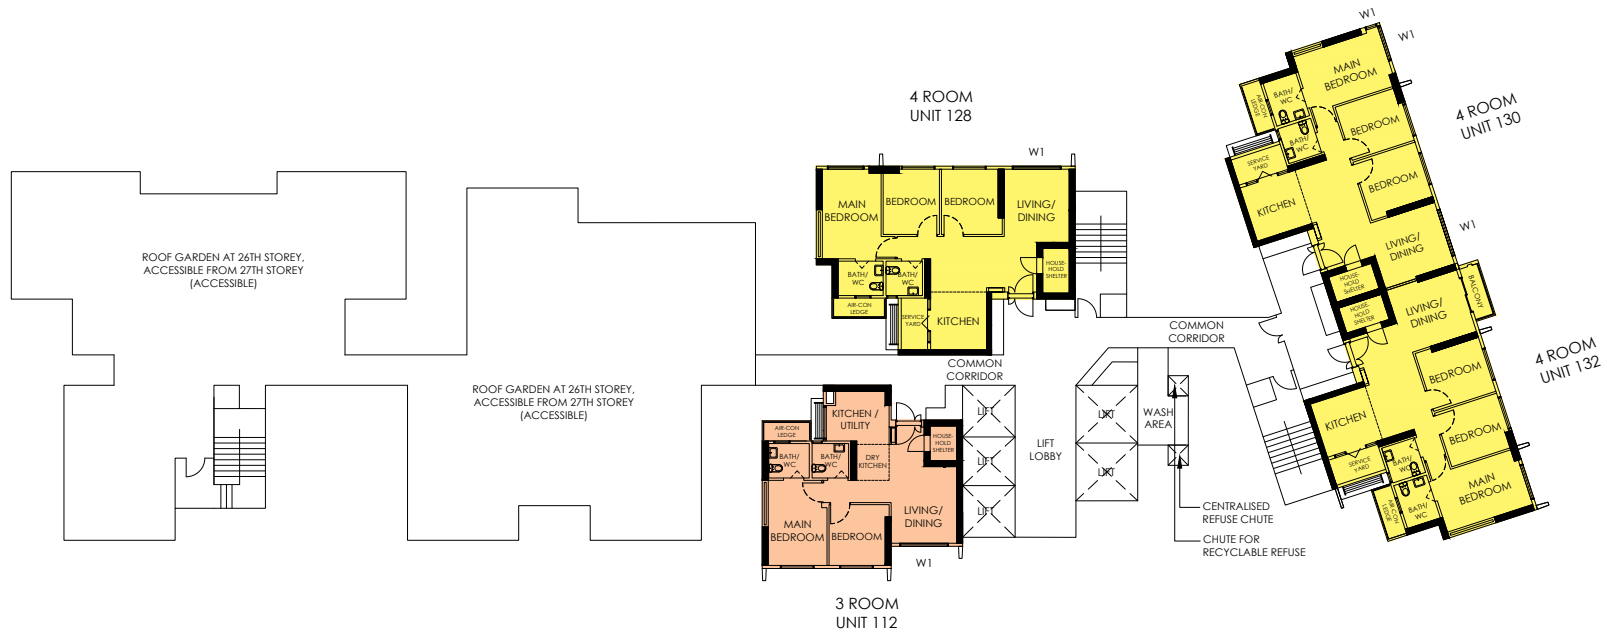 ROOF GARDEN AT 26TH STOREY,
ACCESSIBLE FROM 27TH STOREY
(ACCESSIBLE)
ROOF GARDEN AT 26TH STOREY,
ACCESSIBLE FROM 27TH STOREY
(ACCESSIBLE)
4 ROOM
UNIT 128
W1
MAIN
BEDROOM
BEDROOM
BEDROOM
LIVING/
DINING
BATH/
WC
BATH/
WC
HOUSE-
HOLD
SHELTER
AIR-CON
LEDGE
SERVICE
YARD
KITCHEN
COMMON
CORRIDOR
KITCHEN /
UTILITY
AIR-CON
LEDGE
BATH/
WC
BATH/
WC
DRY
KITCHEN
HOUSE-
HOLD
SHELTER
MAIN
BEDROOM
BEDROOM
LIVING/
DINING
W1
3 ROOM
UNIT 112
LIFT
LIFT
LIFT
LIFT
LOBBY
LIFT
LIFT
WASH
AREA
CENTRALISED
REFUSE CHUTE
CHUTE FOR
RECYCLABLE REFUSE
COMMON
CORRIDOR
W1
W1
MAIN
BEDROOM
AIR-CON
LEDGE
BATH/
WC
BATH/
WC
BEDROOM
BEDROOM
SERVICE
YARD
KITCHEN
LIVING/
DINING
W1
HOUSE-
HOLD
SHELTER
4 ROOM
UNIT 130
HOUSE-
HOLD
SHELTER
LIVING/
DINING
BALCONY
BEDROOM
KITCHEN
BEDROOM
SERVICE
YARD
BATH/
WC
MAIN
BEDROOM
BATH/
WC
AIR-CON
LEDGE
4 ROOM
UNIT 132